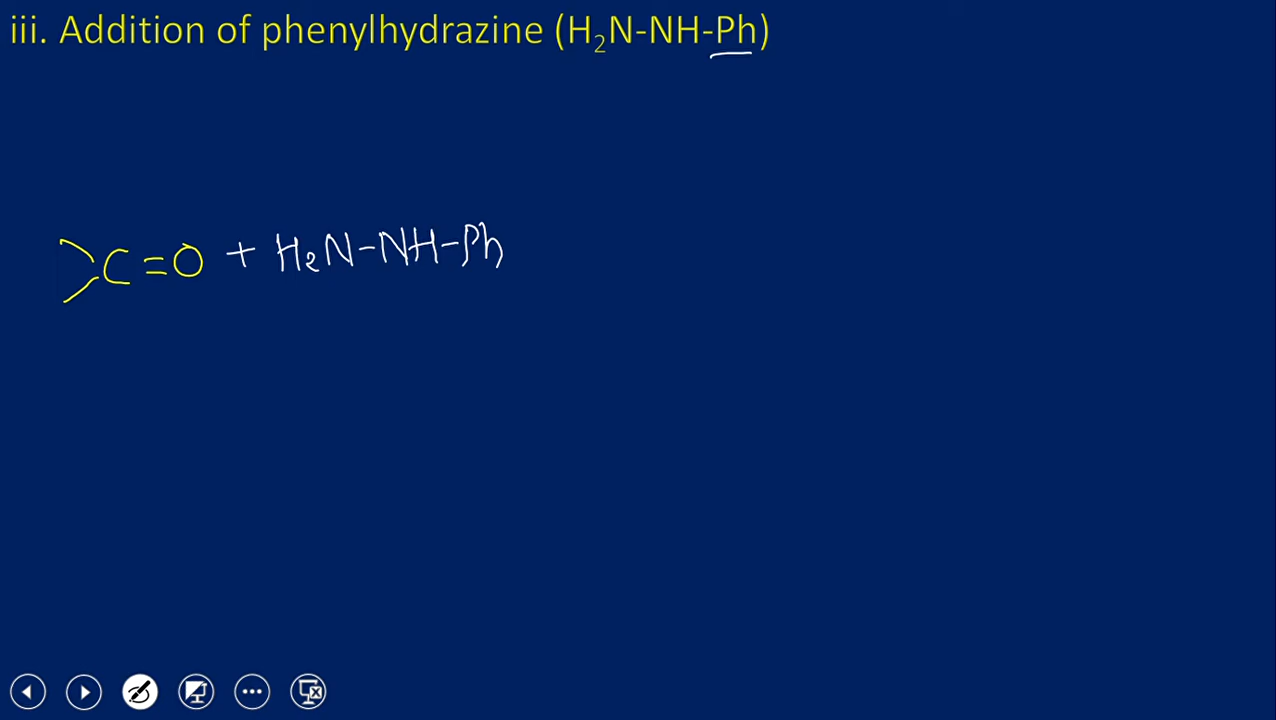 iii. Addition of phenylhydrazine (H₂N-NH-Ph)
>C=O + H₂N-NH-Ph